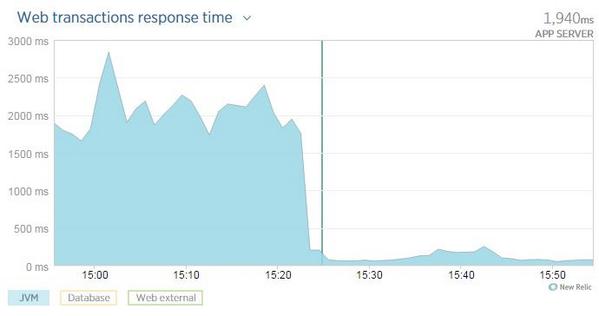 Web transactions response time
1,940ms
APP SERVER
3000 ms
2500 ms
2000 ms
1500 ms
1000 ms
500 ms
0 ms
15:00 15:10 15:20 15:30 15:40 15:50
New Relic
JVM Database Web external